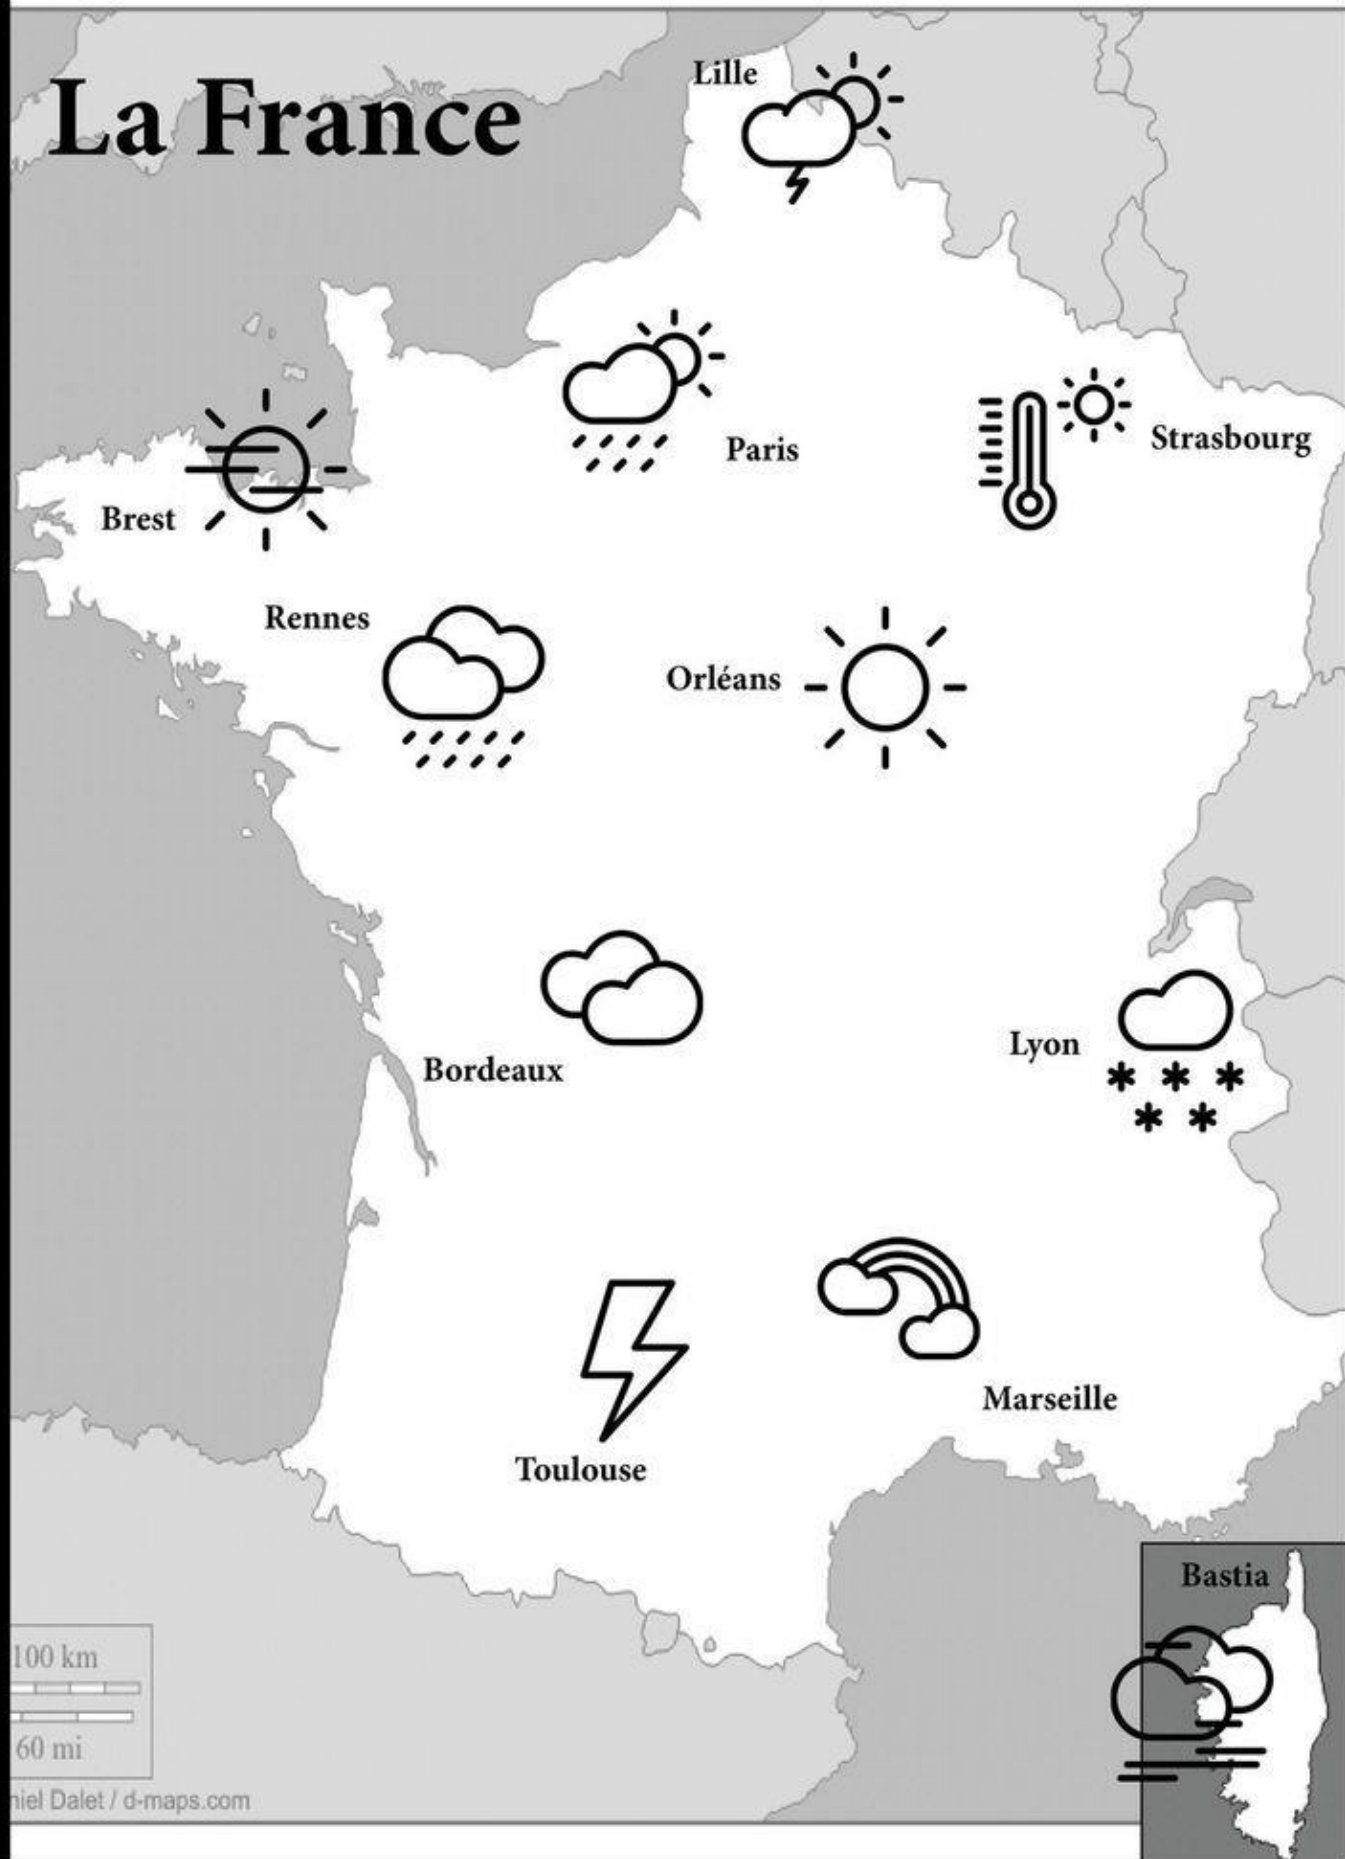 La France
Lille
Paris
Strasbourg
Brest
Rennes
Orléans
Bordeaux
Lyon
Marseille
Toulouse
Bastia
100 km
60 mi
niel Dalet / d-maps.com